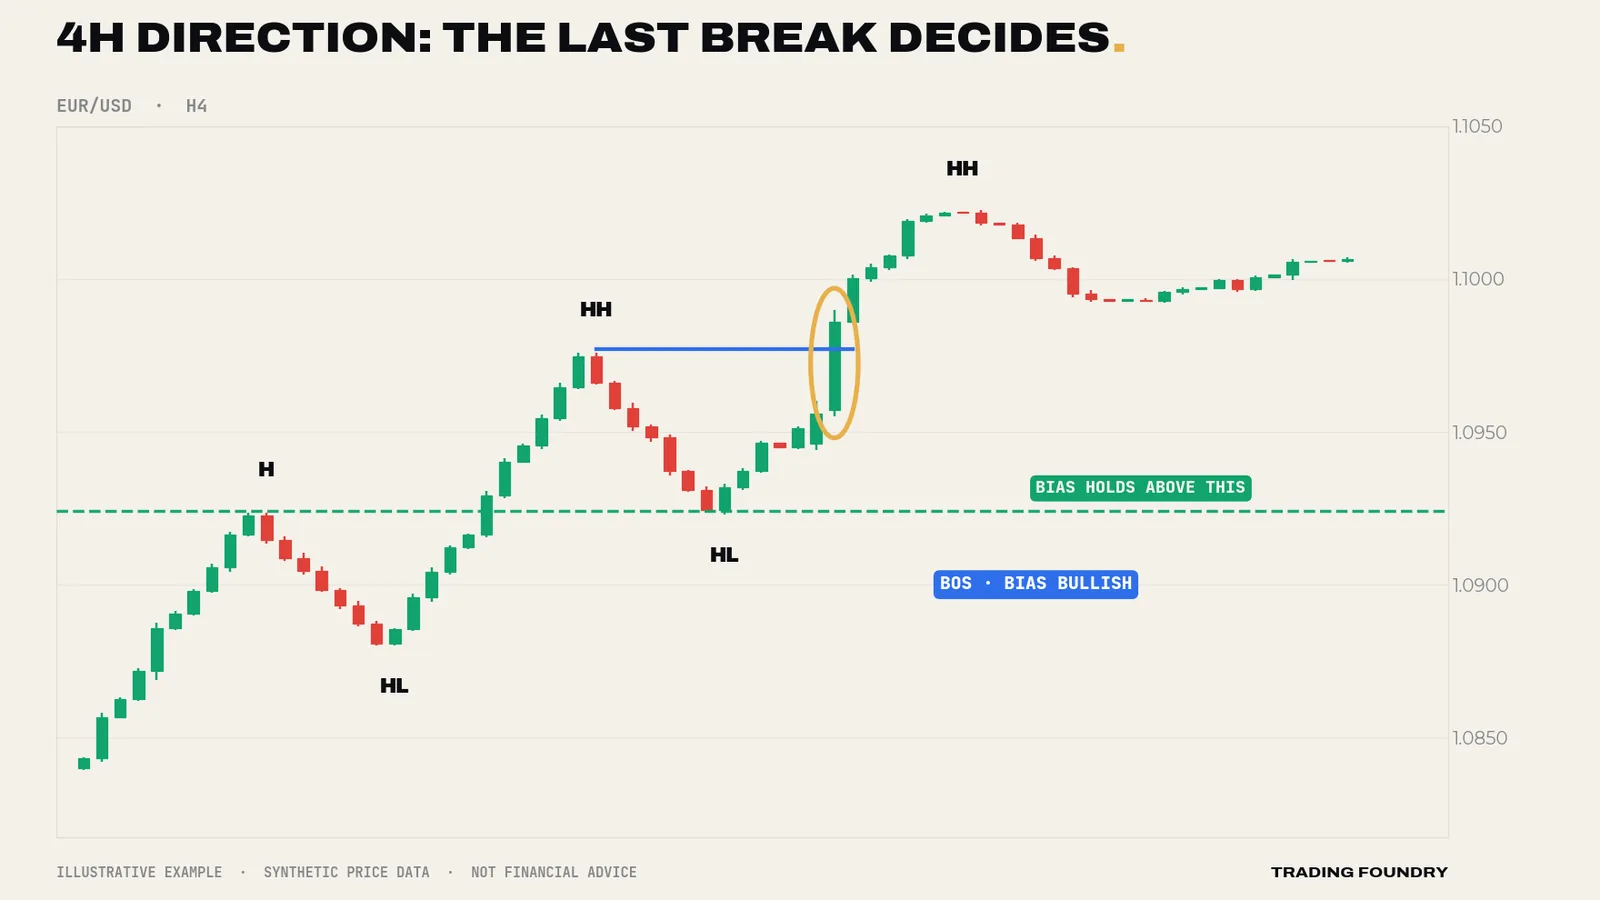 4H DIRECTION: THE LAST BREAK DECIDES.
EUR/USD · H4
1.1050
HH
1.1000
HH
1.0950
H
BIAS HOLDS ABOVE THIS
HL
BOS · BIAS BULLISH
1.0900
HL
1.0850
ILLUSTRATIVE EXAMPLE · SYNTHETIC PRICE DATA · NOT FINANCIAL ADVICE
TRADING FOUNDRY